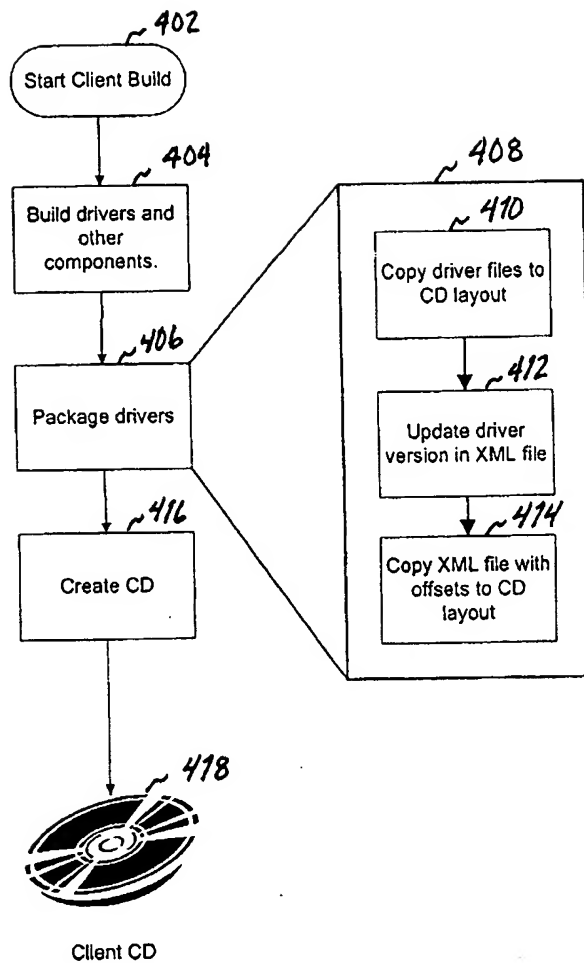 402
Start Client Build
404
Build drivers and
other
components.
406
Package drivers
416
Create CD
418
Client CD
408
410
Copy driver files to
CD layout
412
Update driver
version in XML file
414
Copy XML file with
offsets to CD
layout